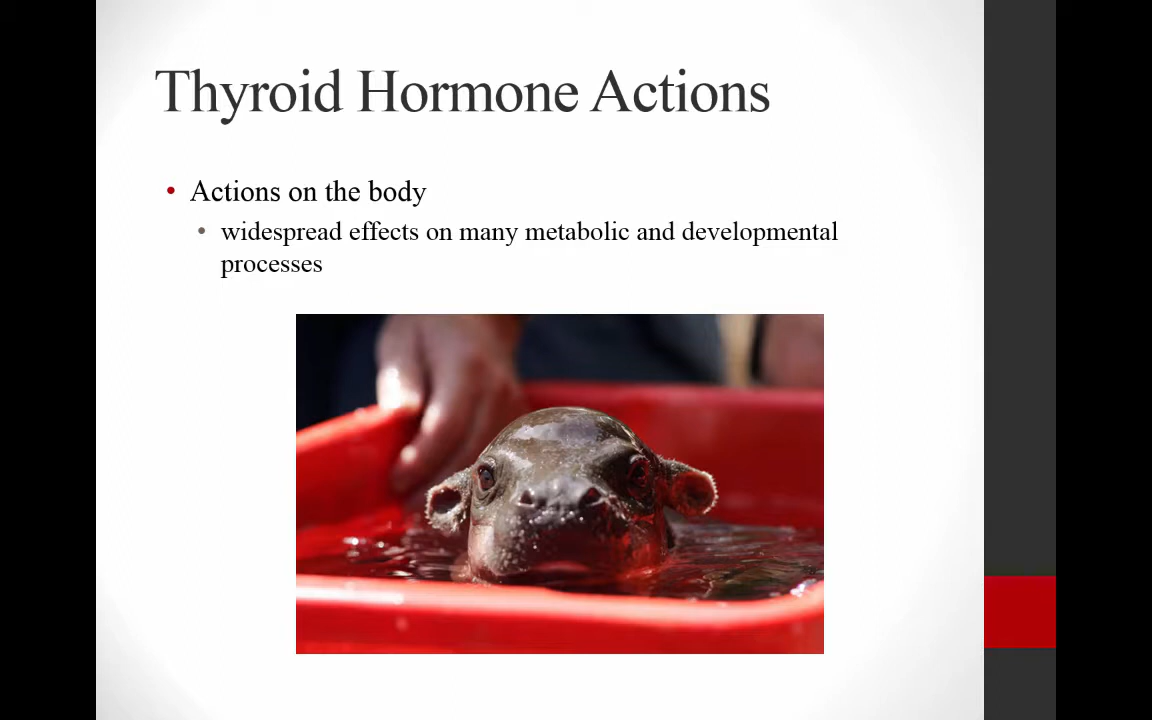 Thyroid Hormone Actions
• Actions on the body
• widespread effects on many metabolic and developmental
processes